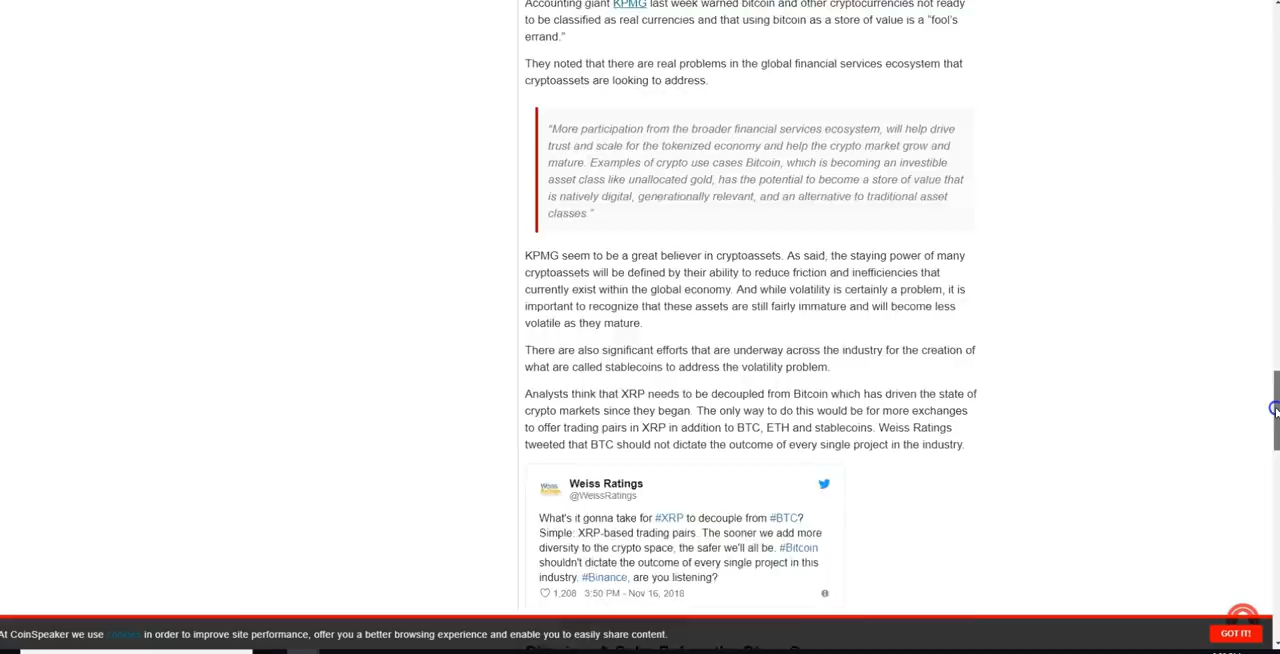 Accounting giant KPMG last week warned bitcoin and other cryptocurrencies not ready
to be classified as real currencies and that using bitcoin as a store of value is a “fool’s
errand.”
They noted that there are real problems in the global financial services ecosystem that
cryptoassets are looking to address.
“More participation from the broader financial services ecosystem, will help drive
trust and scale for the tokenized economy and help the crypto market grow and
mature. Examples of crypto use cases Bitcoin, which is becoming an investible
asset class like unallocated gold, has the potential to become a store of value that
is natively digital, generationally relevant, and an alternative to traditional asset
classes.”
KPMG seem to be a great believer in cryptoassets. As said, the staying power of many
cryptoassets will be defined by their ability to reduce friction and inefficiencies that
currently exist within the global economy. And while volatility is certainly a problem, it is
important to recognize that these assets are still fairly immature and will become less
volatile as they mature.
There are also significant efforts that are underway across the industry for the creation of
what are called stablecoins to address the volatility problem.
Analysts think that XRP needs to be decoupled from Bitcoin which has driven the state of
crypto markets since they began. The only way to do this would be for more exchanges
to offer trading pairs in XRP in addition to BTC, ETH and stablecoins. Weiss Ratings
tweeted that BTC should not dictate the outcome of every single project in the industry.
Weiss Ratings
@WeissRatings
What's it gonna take for #XRP to decouple from #BTC?
Simple: XRP-based trading pairs. The sooner we add more
diversity to the crypto space, the safer we'll all be. #Bitcoin
shouldn't dictate the outcome of every single project in this
industry. #Binance, are you listening?
1,208 3:50 PM - Nov 16, 2018
At CoinSpeaker we use cookies in order to improve site performance, offer you a better browsing experience and enable you to easily share content.
GOT IT!